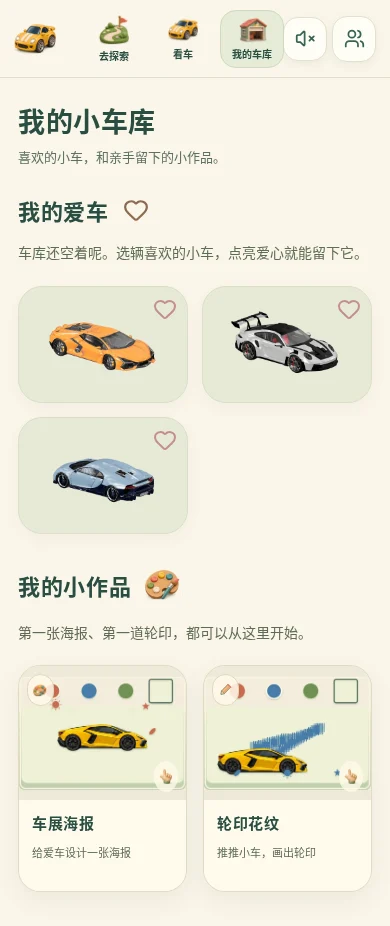 去探索
看车
我的车库
我的小车库
喜欢的小车，和亲手留下的小作品。
我的爱车
车库还空着呢。选辆喜欢的小车，点亮爱心就能留下它。
我的小作品
第一张海报、第一道轮印，都可以从这里开始。
车展海报
给爱车设计一张海报
轮印花纹
推推小车，画出轮印